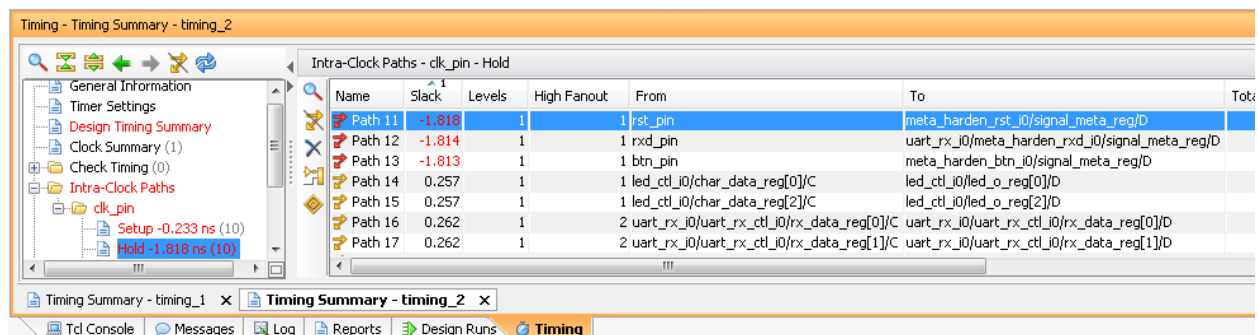 Timing - Timing Summary - timing_2
Intra-Clock Paths - clk_pin - Hold
General Information
Timer Settings
Design Timing Summary
Clock Summary (1)
Check Timing (0)
Intra-Clock Paths
clk_pin
Setup -0.233 ns (10)
Hold -1.818 ns (10)
Name Slack 1 Levels High Fanout From To Tota
Path 11 -1.818 1 1 rst_pin meta_harden_rst_i0/signal_meta_reg/D
Path 12 -1.814 1 1 rxd_pin uart_rx_i0/meta_harden_rxd_i0/signal_meta_reg/D
Path 13 -1.813 1 1 btn_pin meta_harden_btn_i0/signal_meta_reg/D
Path 14 0.257 1 1 led_ctl_i0/char_data_reg[0]/C led_ctl_i0/led_o_reg[0]/D
Path 15 0.257 1 1 led_ctl_i0/char_data_reg[2]/C led_ctl_i0/led_o_reg[2]/D
Path 16 0.262 1 2 uart_rx_i0/uart_rx_ctl_i0/rx_data_reg[0]/C uart_rx_i0/uart_rx_ctl_i0/rx_data_reg[0]/D
Path 17 0.262 1 2 uart_rx_i0/uart_rx_ctl_i0/rx_data_reg[1]/C uart_rx_i0/uart_rx_ctl_i0/rx_data_reg[1]/D
Timing Summary - timing_1 Timing Summary - timing_2
Tcl Console Messages Log Reports Design Runs Timing